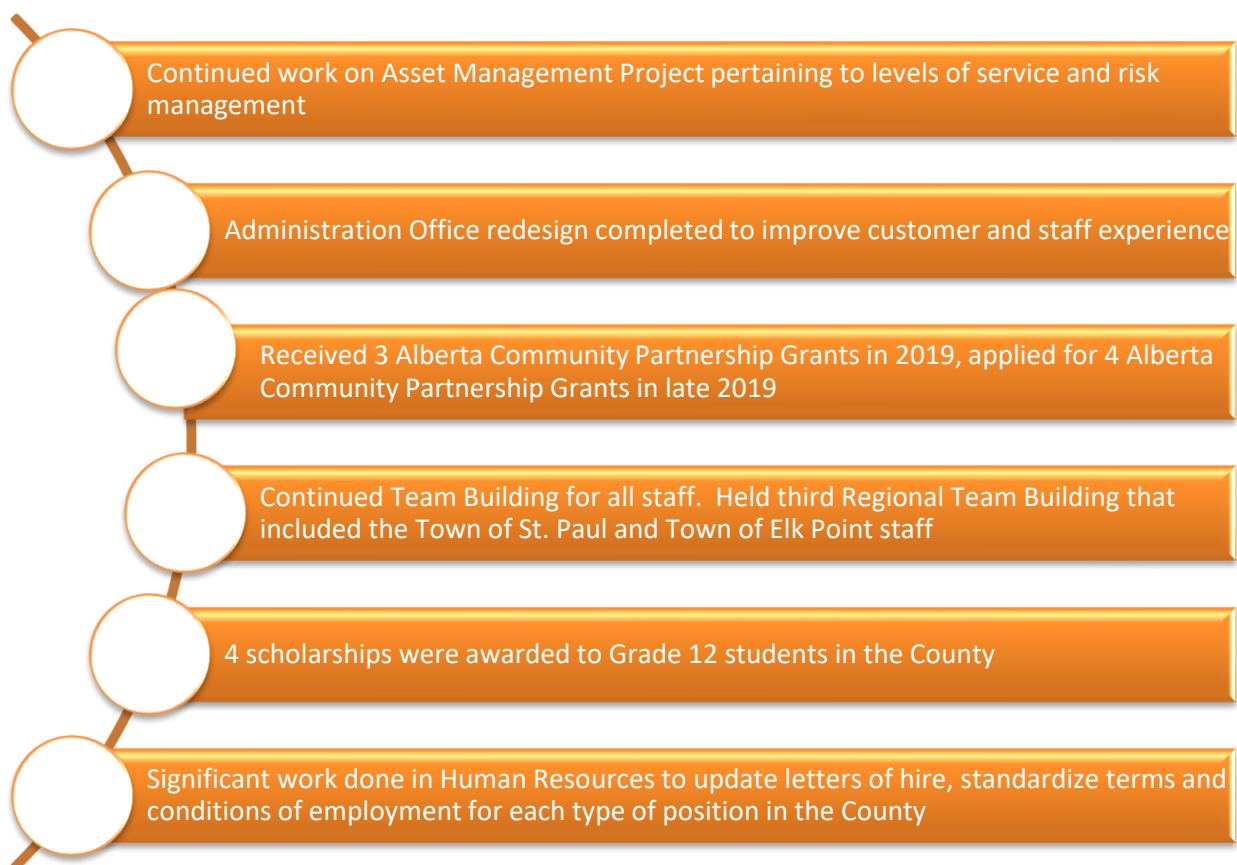 Continued work on Asset Management Project pertaining to levels of service and risk
management
Administration Office redesign completed to improve customer and staff experience
Received 3 Alberta Community Partnership Grants in 2019, applied for 4 Alberta
Community Partnership Grants in late 2019
Continued Team Building for all staff.  Held third Regional Team Building that
included the Town of St. Paul and Town of Elk Point staff
4 scholarships were awarded to Grade 12 students in the County
Significant work done in Human Resources to update letters of hire, standardize terms and
conditions of employment for each type of position in the County